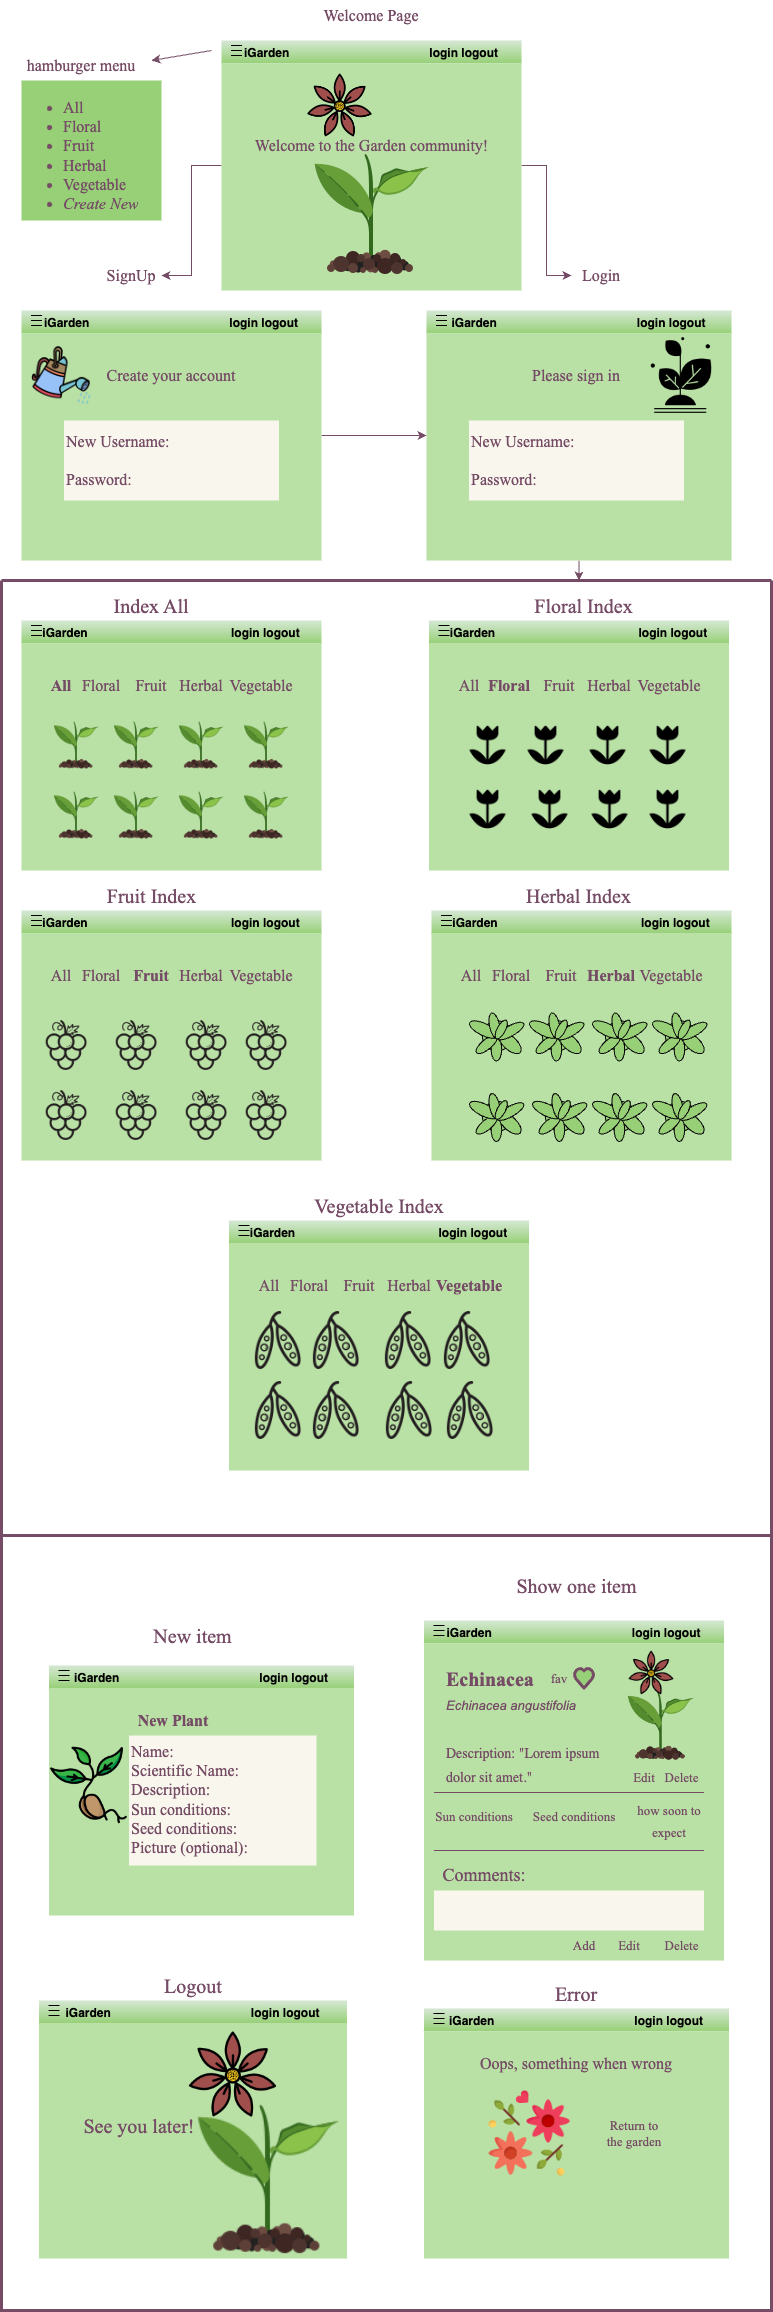 Welcome Page
hamburger menu
All
Floral
Fruit
Herbal
Vegetable
Create New
iGarden login logout
Welcome to the Garden community!
SignUp
Login
iGarden login logout
Create your account
New Username:
Password:
iGarden login logout
Please sign in
New Username:
Password:
Index All
iGarden login logout
All Floral Fruit Herbal Vegetable
Floral Index
iGarden login logout
All Floral Fruit Herbal Vegetable
Fruit Index
iGarden login logout
All Floral Fruit Herbal Vegetable
Herbal Index
iGarden login logout
All Floral Fruit Herbal Vegetable
Vegetable Index
iGarden login logout
All Floral Fruit Herbal Vegetable
New item
iGarden login logout
New Plant
Name:
Scientific Name:
Description:
Sun conditions:
Seed conditions:
Picture (optional):
Show one item
iGarden login logout
Echinacea fav
Echinacea angustifolia
Description: "Lorem ipsum
dolor sit amet."
Edit Delete
Sun conditions Seed conditions how soon to
expect
Comments:
Add Edit Delete
Logout
iGarden login logout
See you later!
Error
iGarden login logout
Oops, something when wrong
Return to
the garden